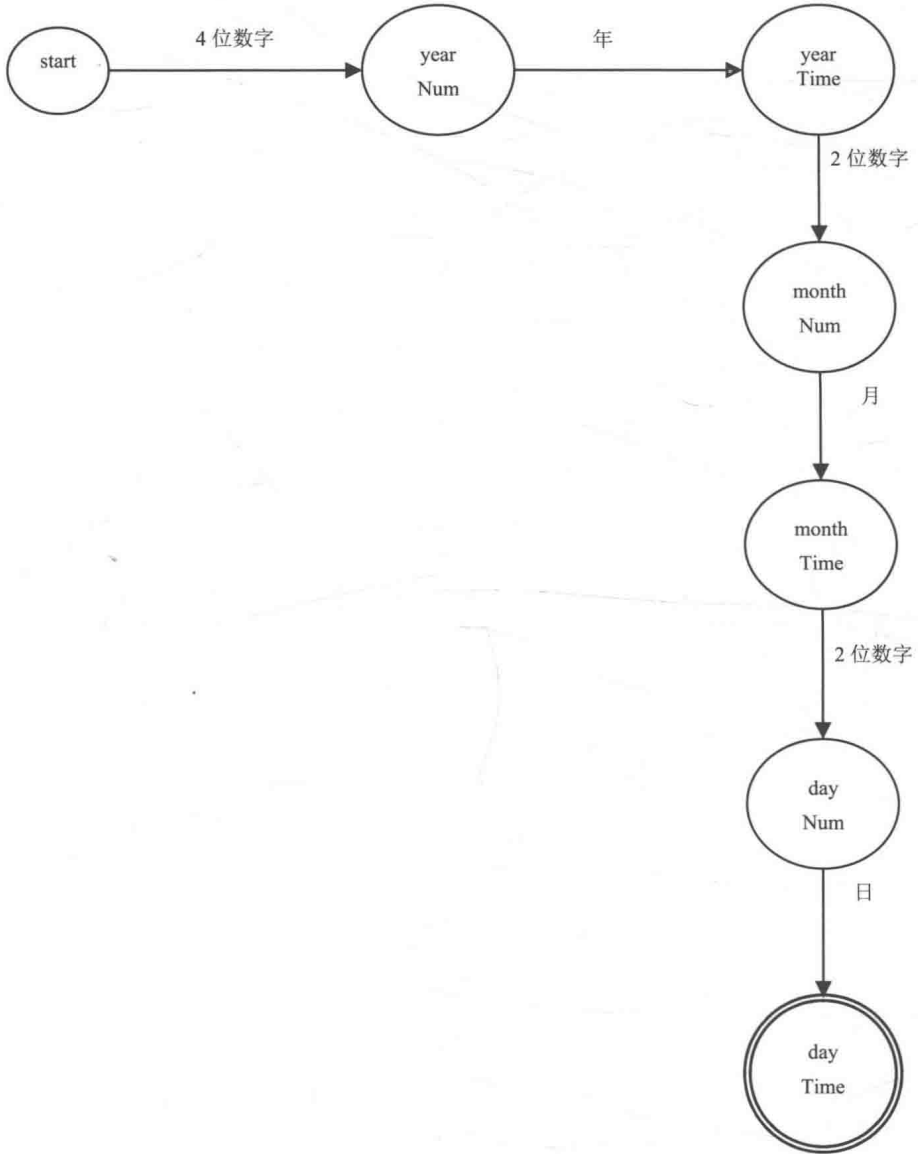 start
4 位数字
year
Num
年
year
Time
2 位数字
month
Num
月
month
Time
2 位数字
day
Num
日
day
Time